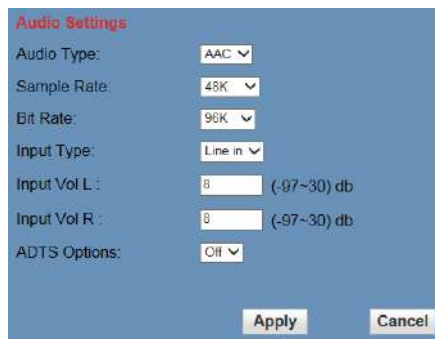 Audio Settings
Audio Type: AAC
Sample Rate: 48K
Bit Rate: 96K
Input Type: Line in
Input Vol L : 8 (-97~30) db
Input Vol R : 8 (-97~30) db
ADTS Options: Off
Apply Cancel